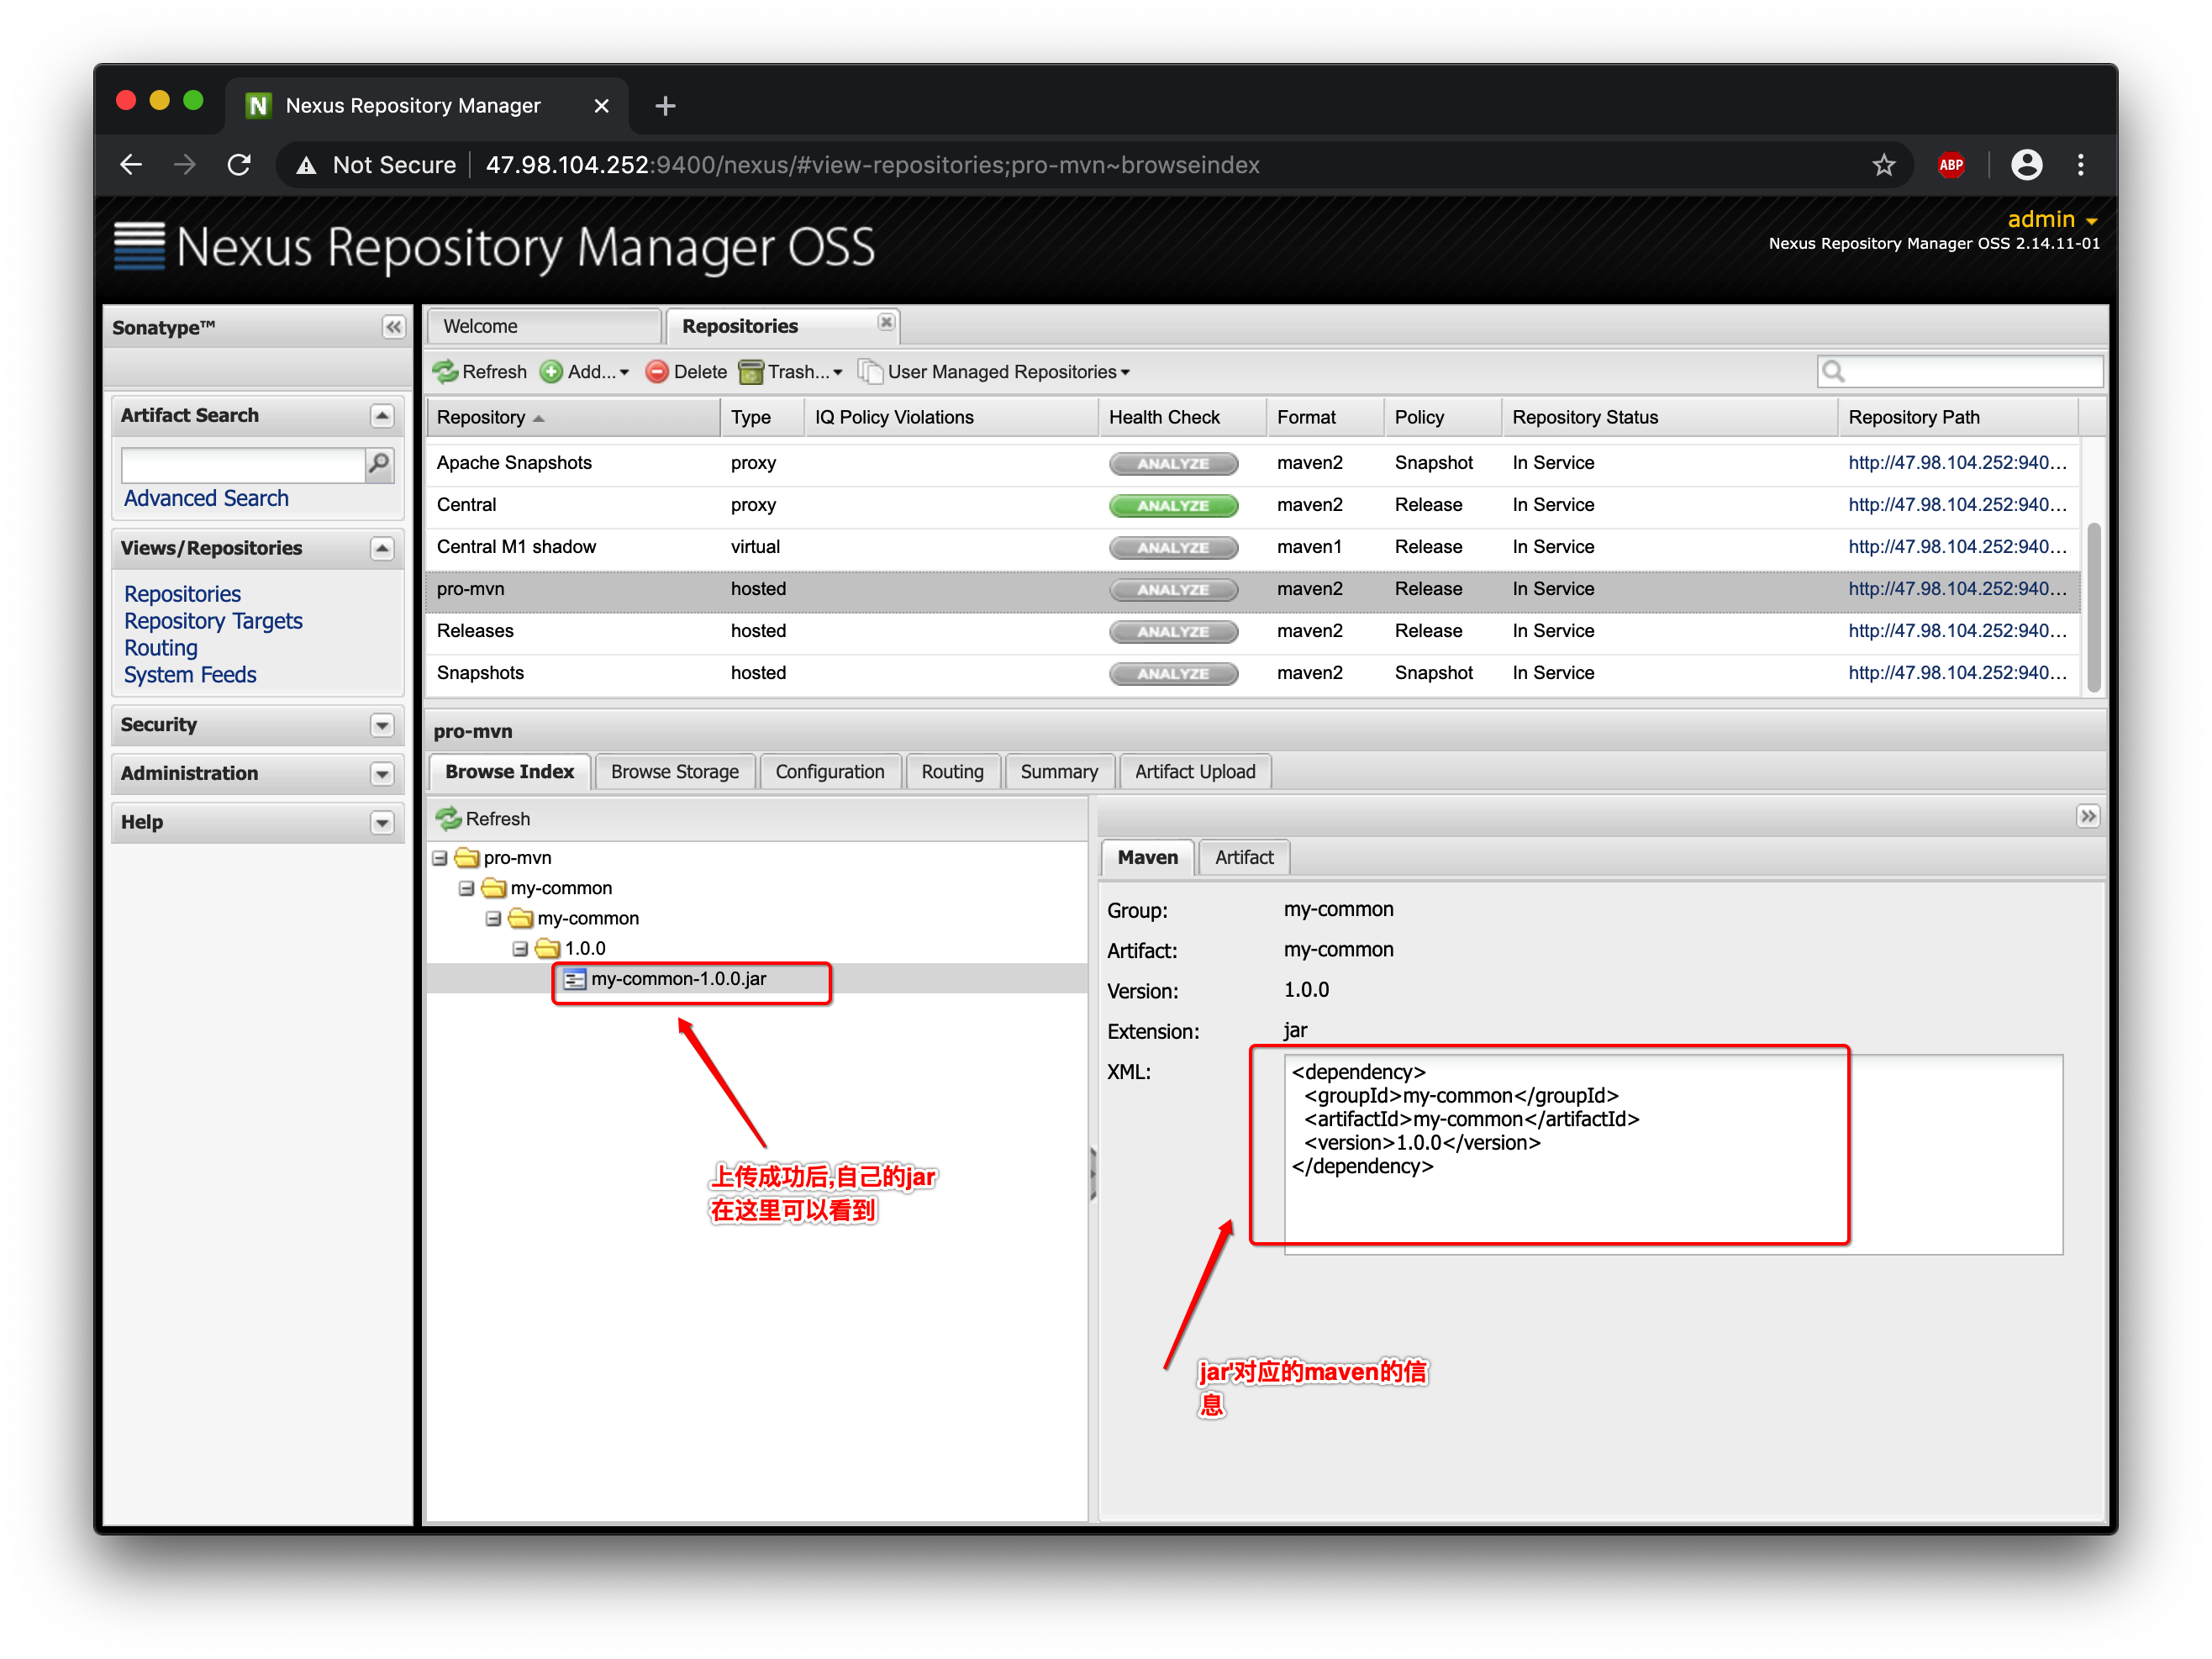 Nexus Repository Manager
Not Secure
47.98.104.252:9400/nexus/#view-repositories;pro-mvn~browseindex
ABP
Nexus Repository Manager OSS
admin
Nexus Repository Manager OSS 2.14.11-01
Sonatype™
Artifact Search
Advanced Search
Views/Repositories
Repositories
Repository Targets
Routing
System Feeds
Security
Administration
Help
Welcome
Repositories
Refresh Add... Delete Trash... User Managed Repositories
Repository Type IQ Policy Violations Health Check Format Policy Repository Status Repository Path
Apache Snapshots proxy ANALYZE maven2 Snapshot In Service http://47.98.104.252:940...
Central proxy ANALYZE maven2 Release In Service http://47.98.104.252:940...
Central M1 shadow virtual ANALYZE maven1 Release In Service http://47.98.104.252:940...
pro-mvn hosted ANALYZE maven2 Release In Service http://47.98.104.252:940...
Releases hosted ANALYZE maven2 Release In Service http://47.98.104.252:940...
Snapshots hosted ANALYZE maven2 Snapshot In Service http://47.98.104.252:940...
pro-mvn
Browse Index Browse Storage Configuration Routing Summary Artifact Upload
Refresh
pro-mvn
my-common
my-common
1.0.0
my-common-1.0.0.jar
上传成功后,自己的jar
在这里可以看到
Maven Artifact
Group: my-common
Artifact: my-common
Version: 1.0.0
Extension: jar
XML:
<dependency>
<groupId>my-common</groupId>
<artifactId>my-common</artifactId>
<version>1.0.0</version>
</dependency>
jar'对应的maven的信
息